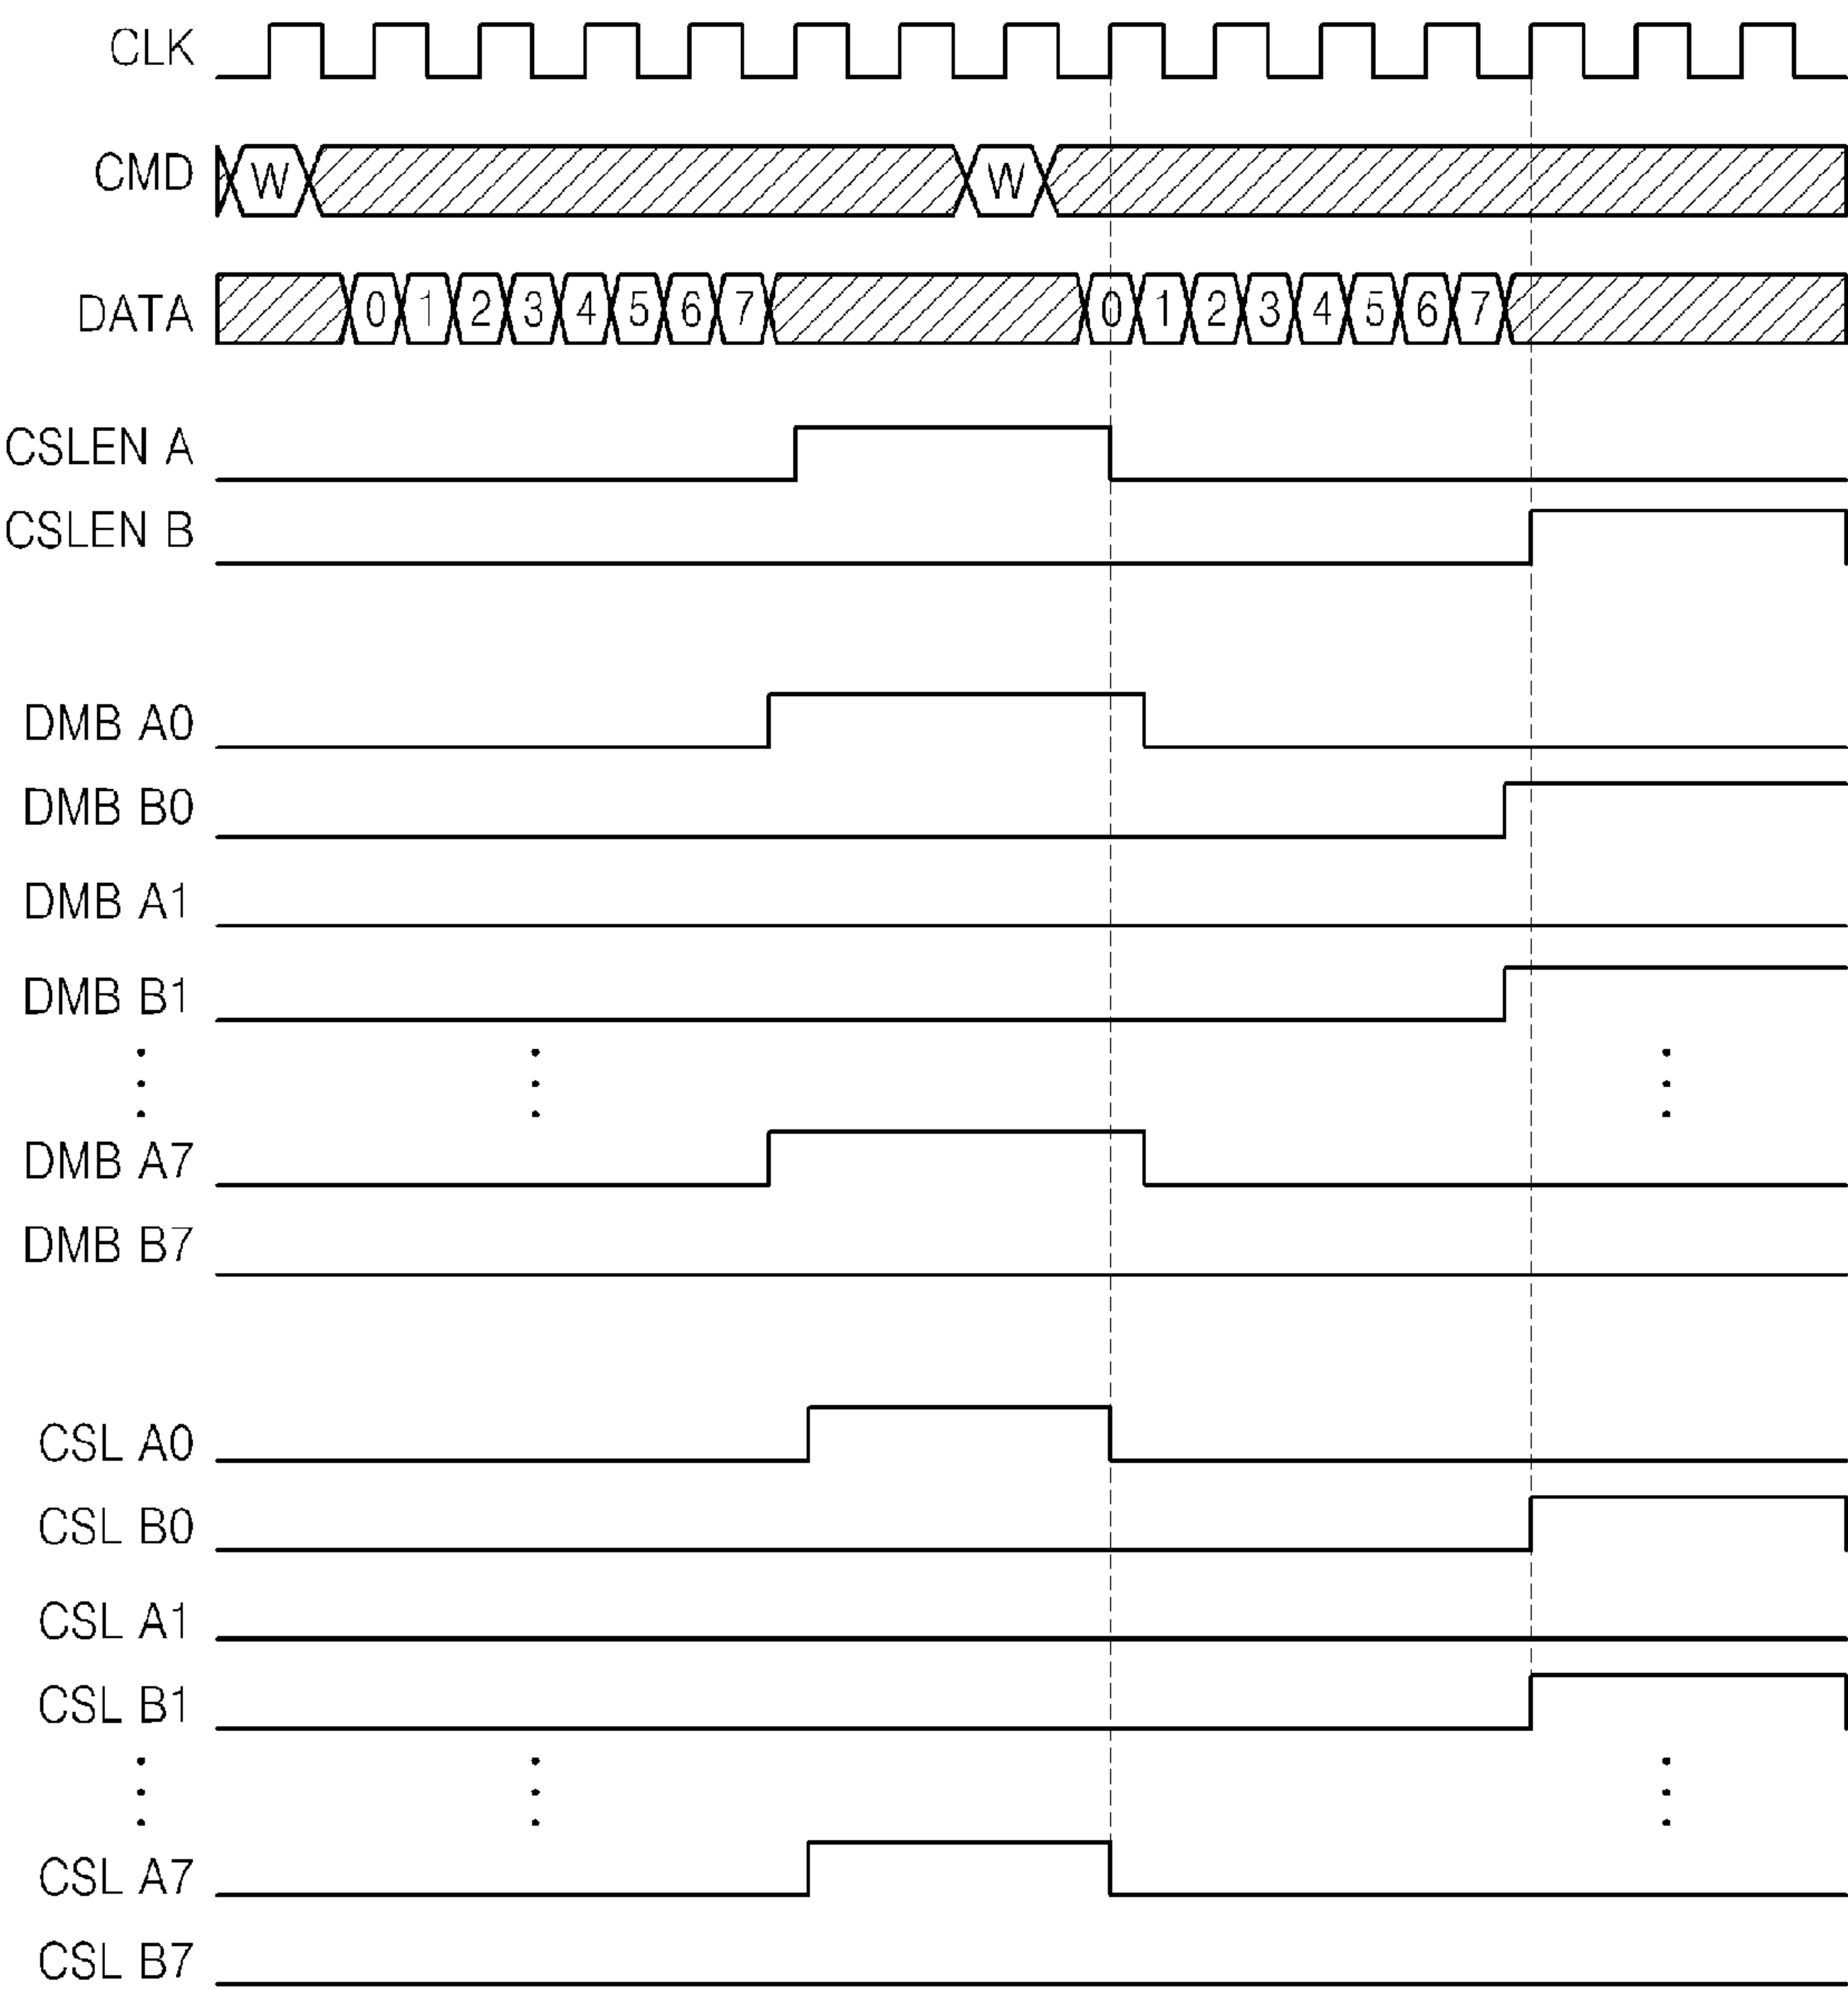 CLK
CMD W W
DATA 0 1 2 3 4 5 6 7 0 1 2 3 4 5 6 7
CSLEN A
CSLEN B
DMB A0
DMB B0
DMB A1
DMB B1
DMB A7
DMB B7
CSL A0
CSL B0
CSL A1
CSL B1
CSL A7
CSL B7